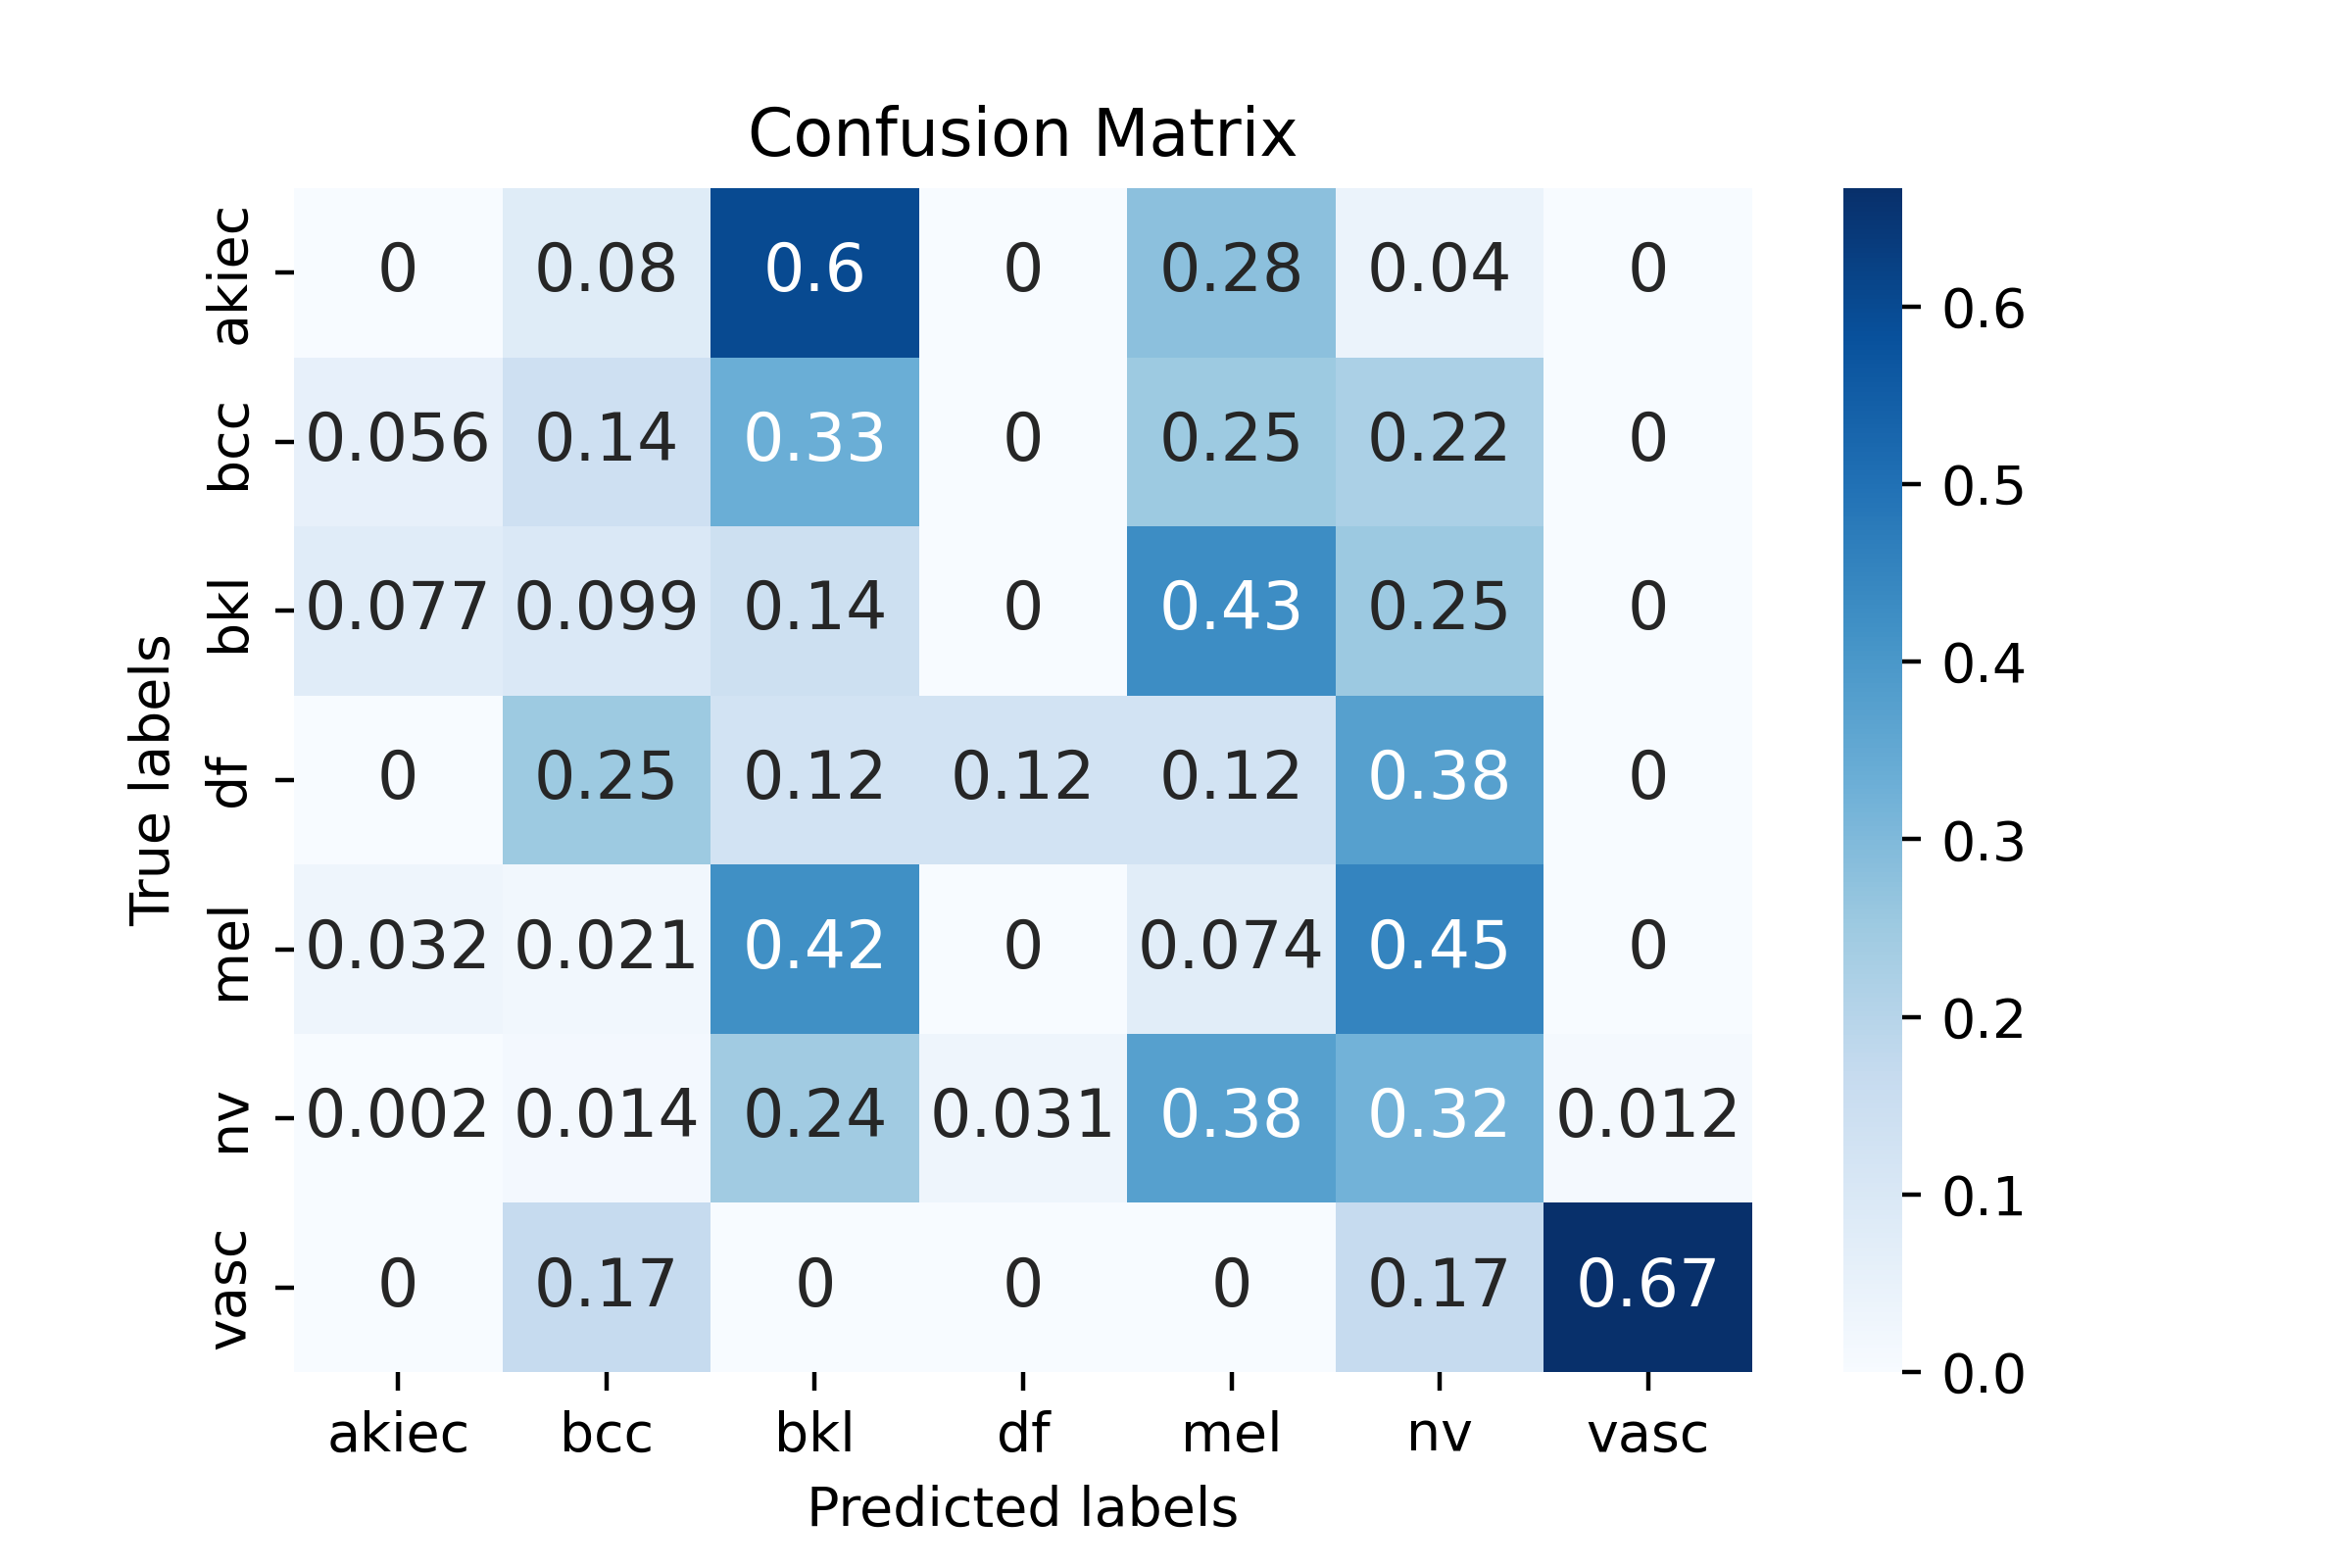 Confusion Matrix
True labels
akiec 0 0.08 0.6 0 0.28 0.04 0
bcc 0.056 0.14 0.33 0 0.25 0.22 0
bkl 0.077 0.099 0.14 0 0.43 0.25 0
df 0 0.25 0.12 0.12 0.12 0.38 0
mel 0.032 0.021 0.42 0 0.074 0.45 0
nv 0.002 0.014 0.24 0.031 0.38 0.32 0.012
vasc 0 0.17 0 0 0 0.17 0.67
akiec bcc bkl df mel nv vasc
Predicted labels
0.6
0.5
0.4
0.3
0.2
0.1
0.0